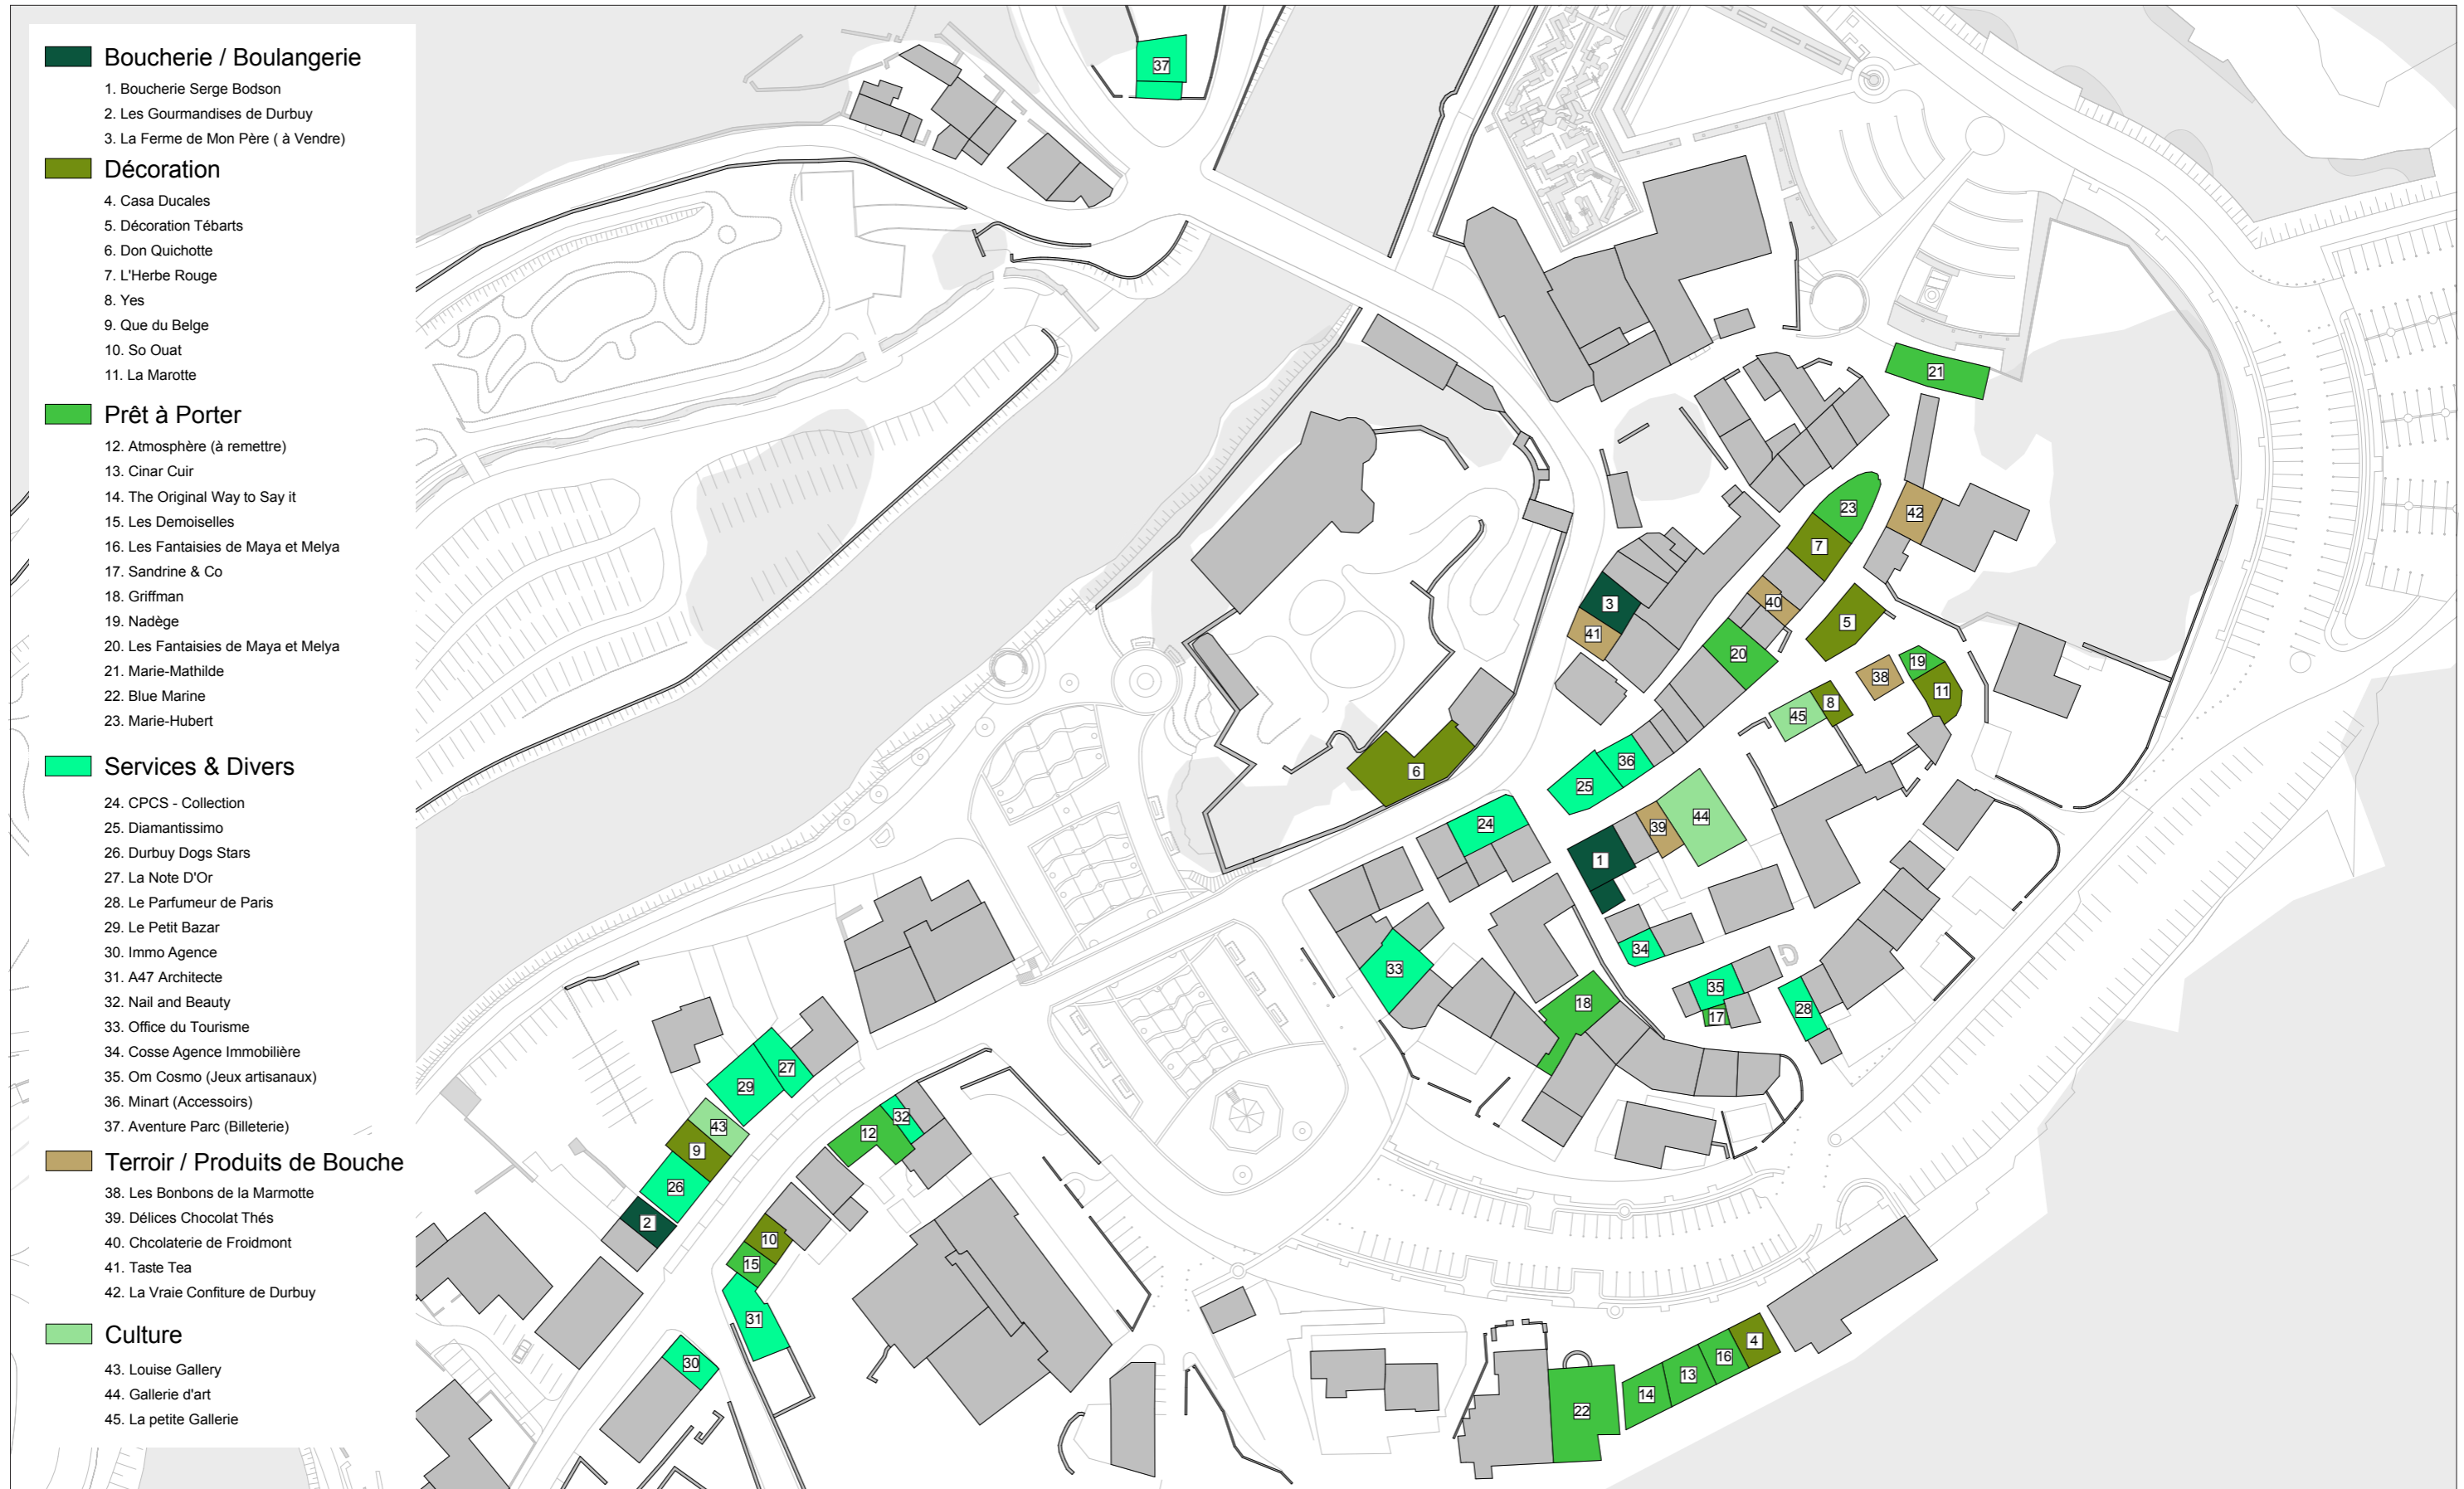 Boucherie / Boulangerie
1. Boucherie Serge Bodson
2. Les Gourmandises de Durbuy
3. La Ferme de Mon Père ( à Vendre)
Décoration
4. Casa Ducales
5. Décoration Tébarts
6. Don Quichotte
7. L'Herbe Rouge
8. Yes
9. Que du Belge
10. So Ouat
11. La Marotte
Prêt à Porter
12. Atmosphère (à remettre)
13. Cinar Cuir
14. The Original Way to Say it
15. Les Demoiselles
16. Les Fantaisies de Maya et Melya
17. Sandrine & Co
18. Griffman
19. Nadège
20. Les Fantaisies de Maya et Melya
21. Marie-Mathilde
22. Blue Marine
23. Marie-Hubert
Services & Divers
24. CPCS - Collection
25. Diamantissimo
26. Durbuy Dogs Stars
27. La Note D'Or
28. Le Parfumeur de Paris
29. Le Petit Bazar
30. Immo Agence
31. A47 Architecte
32. Nail and Beauty
33. Office du Tourisme
34. Cosse Agence Immobilière
35. Om Cosmo (Jeux artisanaux)
36. Minart (Accessoirs)
37. Aventure Parc (Billeterie)
Terroir / Produits de Bouche
38. Les Bonbons de la Marmotte
39. Délices Chocolat Thés
40. Chcolaterie de Froidmont
41. Taste Tea
42. La Vraie Confiture de Durbuy
Culture
43. Louise Gallery
44. Gallerie d'art
45. La petite Gallerie
37
21
23
42
7
3
40
5
41
20
19
38
11
8
45
6
36
25
24
39
44
1
34
33
35
18
17
28
27
29
32
43
12
9
26
2
10
15
31
30
4
16
13
14
22